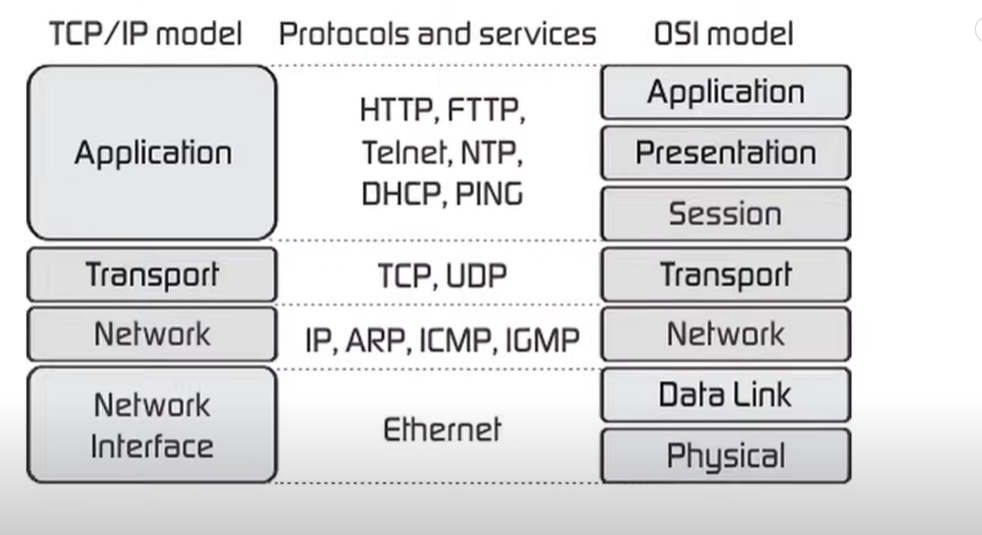 TCP/IP model
Protocols and services
OSI model
Application
HTTP, FTTP,
Telnet, NTP,
DHCP, PING
Application
Presentation
Session
Transport
TCP, UDP
Transport
Network
IP, ARP, ICMP, IGMP
Network
Network
Interface
Ethernet
Data Link
Physical